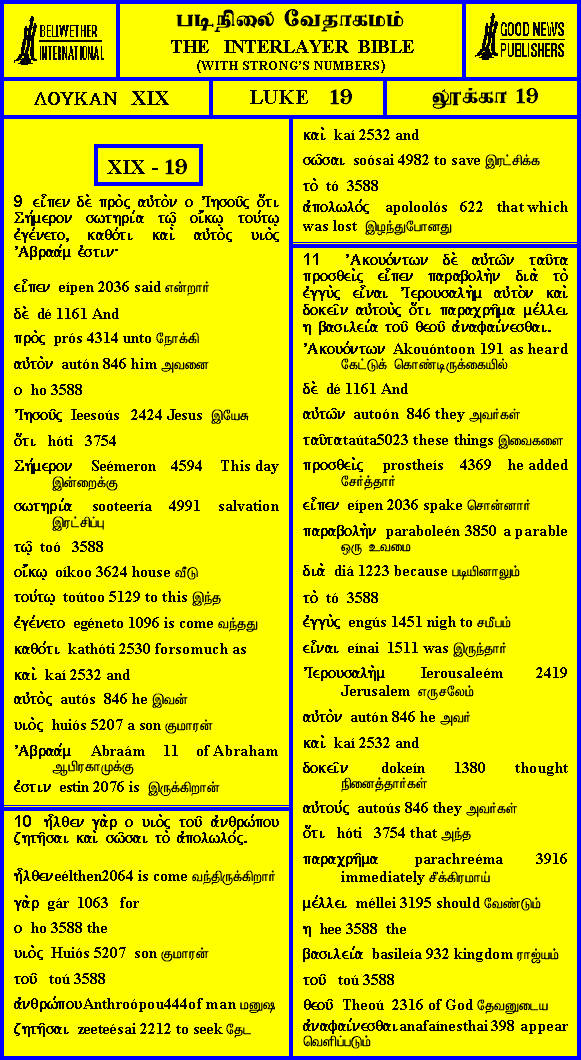 BELLWETHER
INTERNATIONAL
படிநிலை வேதாகமம்
THE INTERLAYER BIBLE
(WITH STRONG'S NUMBERS)
GOOD NEWS
PUBLISHERS
ΛΟΥΚΑΝ XIX
LUKE 19
லூக்கா 19
XIX - 19
9 εἶπεν δὲ πρὸς αὐτὸν ο Ἰησοῦς ὅτι
Σήμερον σωτηρία τῶ οἴκῳ τούτῳ
ἐγένετο, καθότι καὶ αὐτὸς υιὸς
Ἀβραάμ ἐστιν·
εἶπεν eípen 2036 said என்றார்
δὲ dé 1161 And
πρὸς prós 4314 unto நோக்கி
αὐτὸν autón 846 him அவனை
ο ho 3588
Ἰησοῦς Ieesoús 2424 Jesus இயேசு
ὅτι hóti 3754
Σήμερον Seémeron 4594 This day
இன்றைக்கு
σωτηρία sooteería 4991 salvation
இரட்சிப்பு
τῶ toó 3588
οἴκῳ oíkoo 3624 house வீடு
τούτῳ toútoo 5129 to this இந்த
ἐγένετο egéneto 1096 is come வந்தது
καθότι kathóti 2530 forsomuch as
καὶ kaí 2532 and
αὐτὸς autós 846 he இவன்
υιὸς huiós 5207 a son குமாரன்
Ἀβραάμ Abraám 11 of Abraham
ஆபிரகாமுக்கு
ἐστιν estin 2076 is இருக்கிறான்
10 ἦλθεν γὰρ ο υιὸς τοῦ ἀνθρώπου
ζητῆσαι καὶ σῶσαι τὸ ἀπολωλός.
ἦλθεν eélthen2064 is come வந்திருக்கிறார்
γὰρ gár 1063 for
ο ho 3588 the
υιὸς Huiós 5207 son குமாரன்
τοῦ toú 3588
ἀνθρώπου Anthroópou444of man மனுஷ
ζητῆσαι zeeteésai 2212 to seek தேட
καὶ kaí 2532 and
σῶσαι soósai 4982 to save இரட்சிக்க
τὸ tó 3588
ἀπολωλός apoloolós 622 that which
was lost இழந்துபோனது
11 Ἀκουόντων δὲ αὐτῶν ταῦτα
προσθεὶς εἶπεν παραβολὴν διὰ τὸ
ἐγγὺς εἶναι Ἰερουσαλὴμ αὐτὸν καὶ
δοκεῖν αὐτοὺς ὅτι παραχρῆμα μέλλει
η βασιλεία τοῦ θεοῦ ἀναφαίνεσθαι.
Ἀκουόντων Akouóntoon 191 as heard
கேட்டுக் கொண்டிருக்கையில்
δὲ dé 1161 And
αὐτῶν autoón 846 they அவர்கள்
ταῦτα taúta5023 these things இவைகளை
προσθεὶς prostheís 4369 he added
சேர்த்தார்
εἶπεν eípen 2036 spake சொன்னார்
παραβολὴν paraboleén 3850 a parable
ஒரு உவமை
διὰ diá 1223 because படியினாலும்
τὸ tó 3588
ἐγγὺς engús 1451 nigh to சமீபம்
εἶναι eínai 1511 was இருந்தார்
Ἰερουσαλὴμ Ierousaleém 2419
Jerusalem எருசலேம்
αὐτὸν autón 846 he அவர்
καὶ kaí 2532 and
δοκεῖν dokeín 1380 thought
நினைத்தார்கள்
αὐτούς autoús 846 they அவர்கள்
ὅτι hóti 3754 that அந்த
παραχρῆμα parachreéma 3916
immediately சீக்கிரமாய்
μέλλει méllei 3195 should வேண்டும்
η hee 3588 the
βασιλεία basileía 932 kingdom ராஜ்யம்
τοῦ toú 3588
θεοῦ Theoú 2316 of God தேவனுடைய
ἀναφαίνεσθαι anafaínesthai 398 appear
வெளிப்படும்